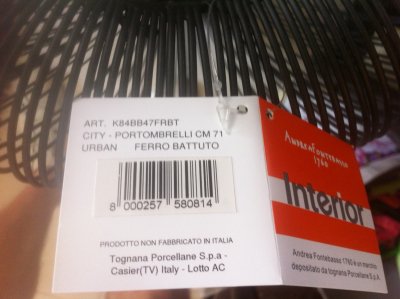 ART. K84BB47FRBT
CITY - PORTOMBRELLI CM 71
URBAN FERRO BATTUTO
8 000257 580814
PRODOTTO NON FABBRICATO IN ITALIA
Tognana Porcellane S.p.a -
Casier(TV) Italy - Lotto AC
ANDREA FONTEBASSO
1760
Interior
Andrea Fontebasso 1760 è un marchio
depositato da tognana Porcellane S.p.A